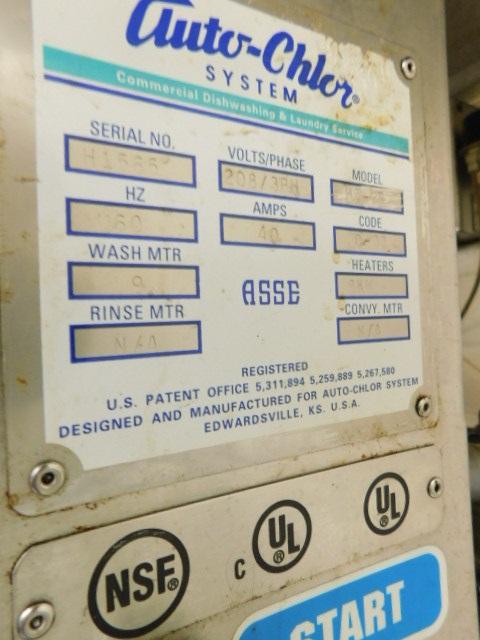 Auto-Chlor®
SYSTEM
Commercial Dishwashing & Laundry Service
SERIAL NO. VOLTS/PHASE MODEL
208/3PH
HZ AMPS CODE
60 40
WASH MTR HEATERS
9
ASSE
RINSE MTR CONVY. MTR
N/A N/A
REGISTERED
U.S. PATENT OFFICE 5,311,894 5,259,889 5,267,580
DESIGNED AND MANUFACTURED FOR AUTO-CHLOR SYSTEM
EDWARDSVILLE, KS. U.S.A.
NSF® C UL® UL®
START